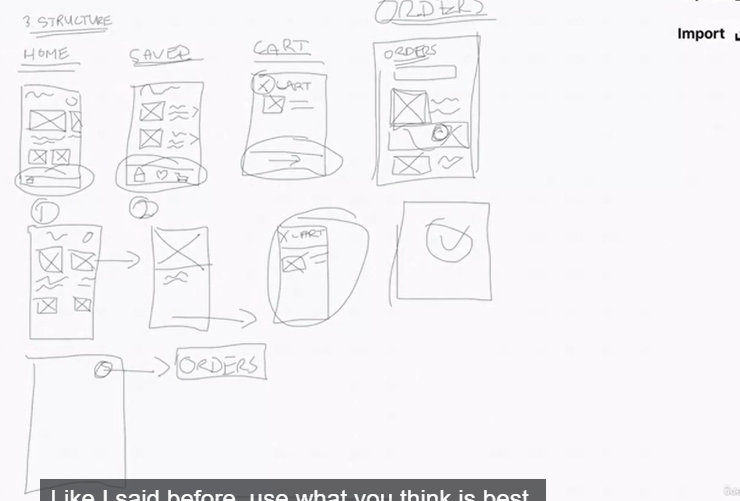 ORDERS
3 STRUCTURE
Import
HOME
SAVED
CART
ORDERS
X CART
1
2
X CART
ORDERS
Like I said before, use what you think is best